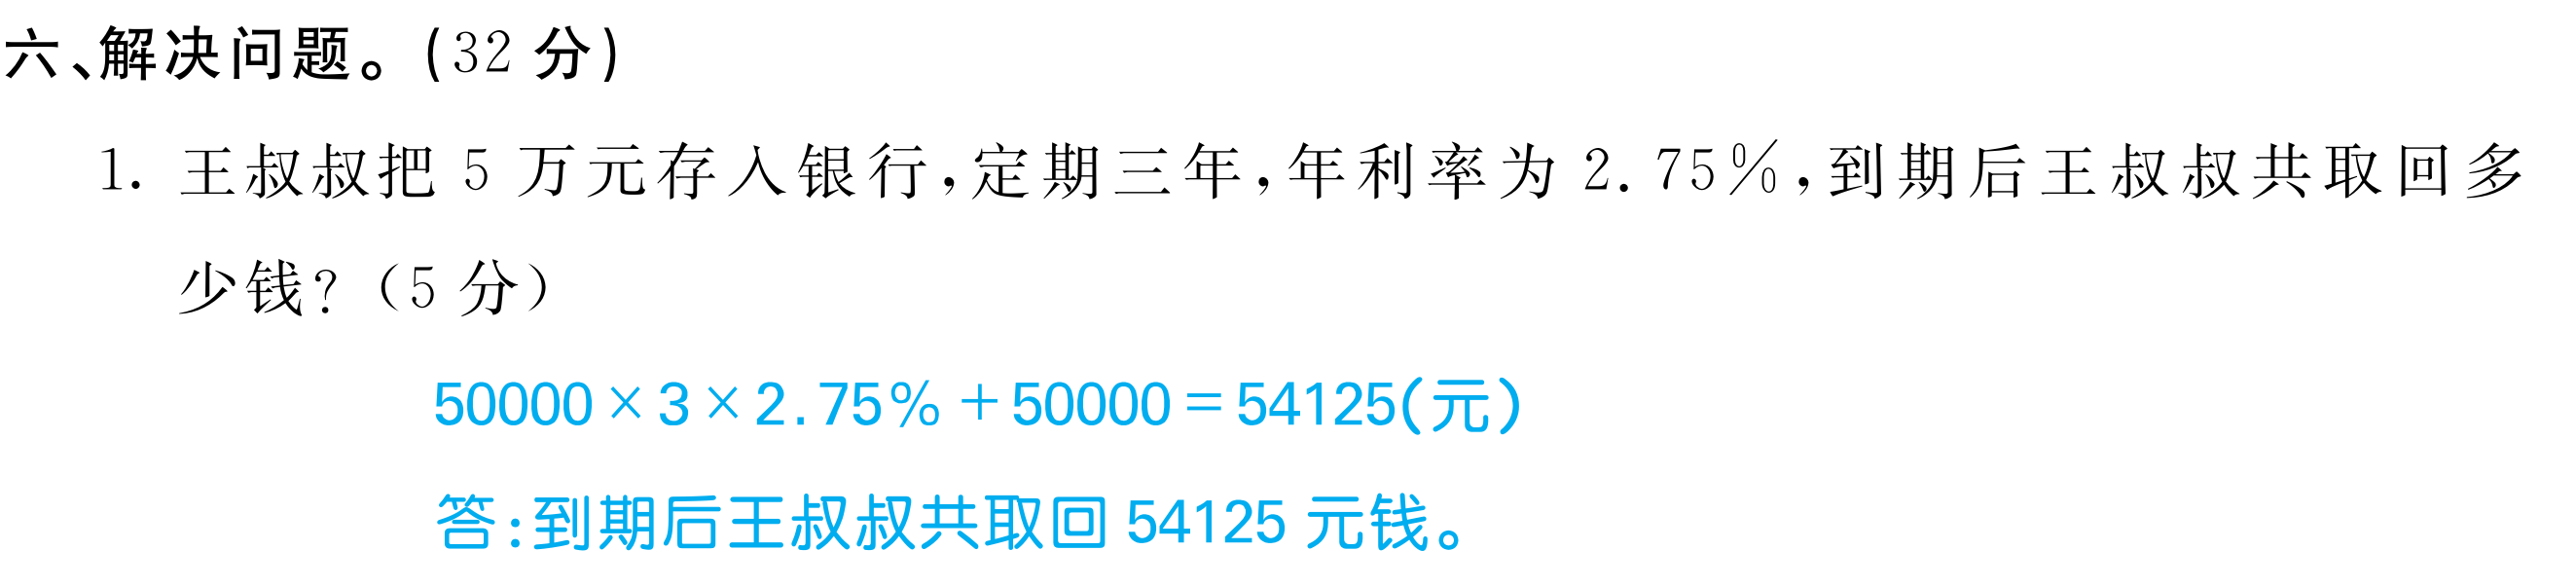 六、解决问题。(32 分)
1. 王叔叔把 5 万元存入银行,定期三年,年利率为 2.75%,到期后王叔叔共取回多
少钱?(5 分)
50000×3×2.75%+50000=54125(元)
答:到期后王叔叔共取回 54125 元钱。